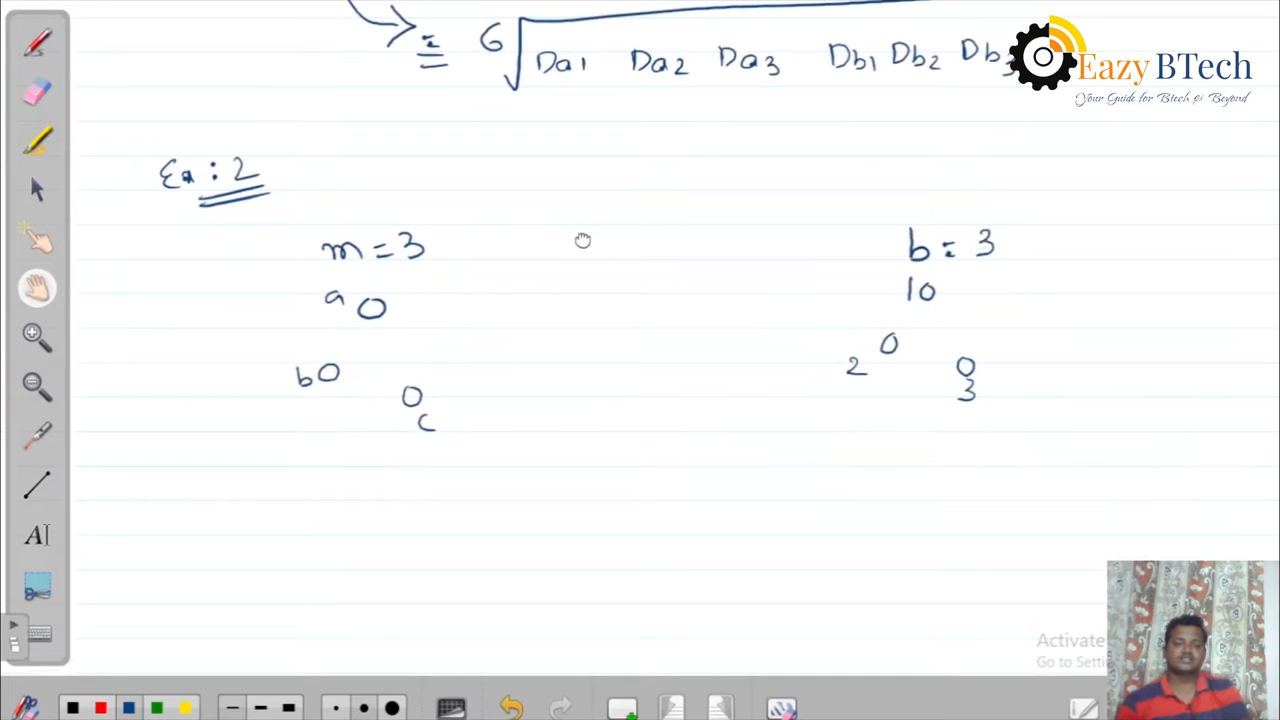 = 6√ Da1 Da2 Da3 Db1 Db2 Db3
Eazy BTech
Your Guide for Btech & Beyond
Ex : 2
m = 3
b = 3
a O
1 O
b O
O c
2 O
O 3
Activate
Go to Setti
A